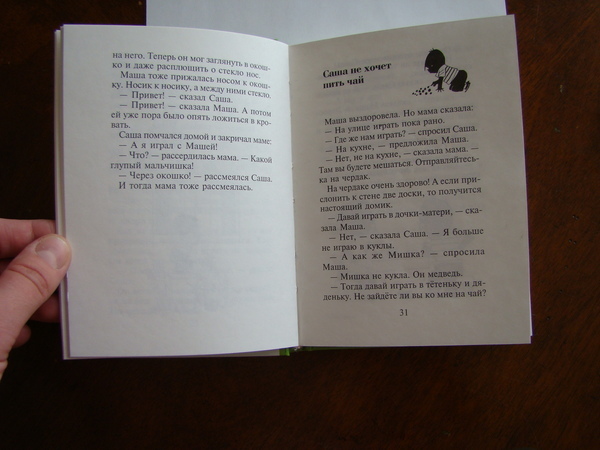 на него. Теперь он мог заглянуть в окош-
ко и даже расплющить о стекло нос.
Маша тоже прижалась носом к окош-
ку. Носик к носику, а между ними стекло.
— Привет! — сказал Саша.
— Привет! — сказала Маша. А потом
ей уже пора было опять ложиться в кро-
вать.
Саша помчался домой и закричал маме:
— А я играл с Машей!
— Что? — рассердилась мама. — Какой
глупый мальчишка!
— Через окошко! — рассмеялся Саша.
И тогда мама тоже рассмеялась.
Саша не хочет
пить чай
Маша выздоровела. Но мама сказала:
— На улице играть пока рано.
— Где же нам играть? — спросил Саша.
— На кухне, — предложила Маша.
— Нет, не на кухне, — сказала мама. —
Там вы будете мешаться. Отправляйтесь-
ка на чердак.
На чердаке очень здорово! А если при-
слонить к стене две доски, то получится
настоящий домик.
— Давай играть в дочки-матери, — ска-
зала Маша.
— Нет, — сказала Саша. — Я больше
не играю в куклы.
— А как же Мишка? — спросила
Маша.
— Мишка не кукла. Он медведь.
— Тогда давай играть в тётеньку и дя-
деньку. Не зайдёте ли вы ко мне на чай?
31